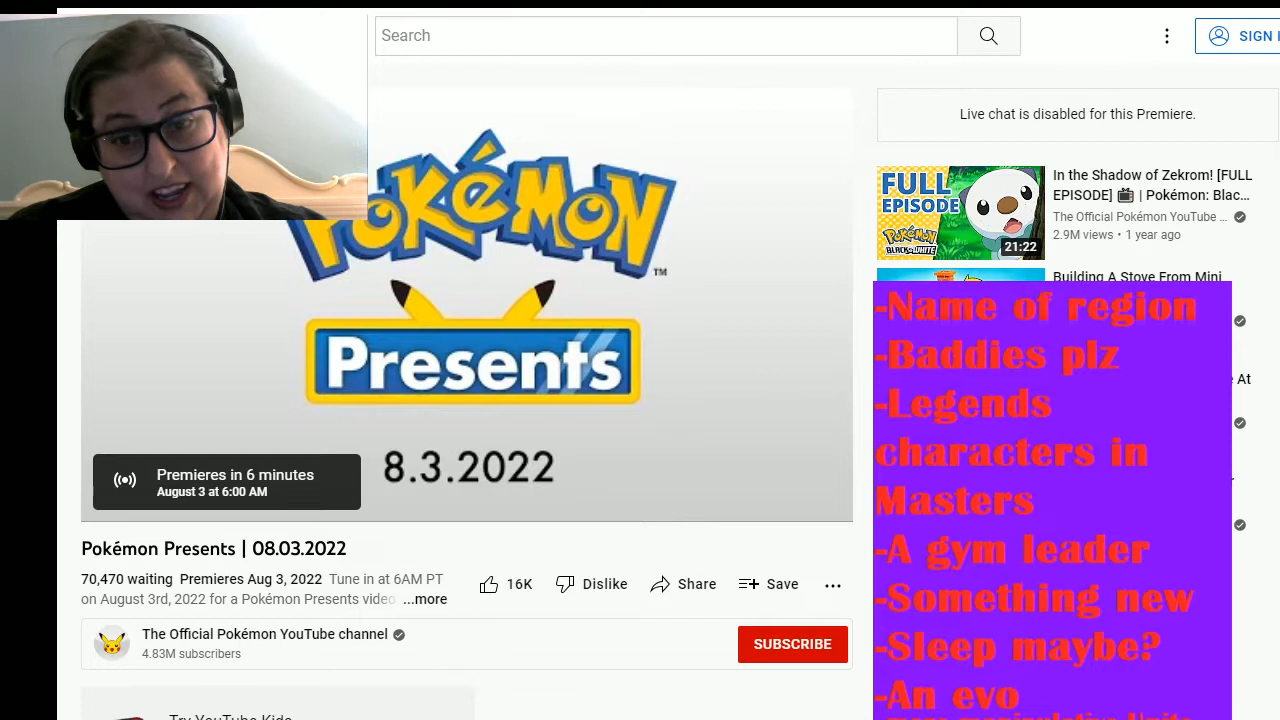 Search
SIGN I
Live chat is disabled for this Premiere.
POKéMON
TM
Presents
8.3.2022
Premieres in 6 minutes
August 3 at 6:00 AM
FULL
EPISODE
POKéMON
BLACK & WHITE
21:22
In the Shadow of Zekrom! [FULL
EPISODE] 📺 | Pokémon: Blac...
The Official Pokémon YouTube ...
2.9M views • 1 year ago
Building A Stove From Mini
At
-Name of region
-Baddies plz
-Legends
characters in
Masters
-A gym leader
-Something new
-Sleep maybe?
-An evo
Pokémon Presents | 08.03.2022
70,470 waiting Premieres Aug 3, 2022 Tune in at 6AM PT
on August 3rd, 2022 for a Pokémon Presents video ...more
16K
Dislike
Share
Save
The Official Pokémon YouTube channel
4.83M subscribers
SUBSCRIBE
Try YouTube Kids